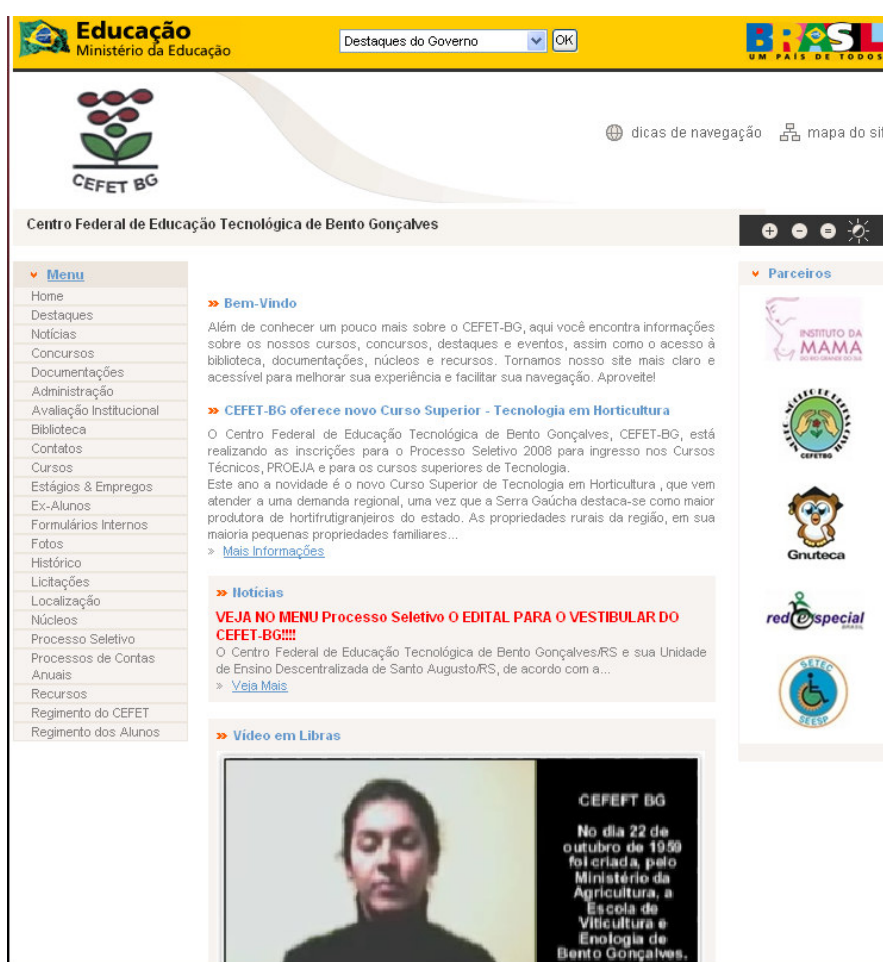 Educação
Ministério da Educação
Destaques do Governo
OK
BRASIL
UM PAÍS DE TODOS
CEFET BG
dicas de navegação
mapa do sit
Centro Federal de Educação Tecnológica de Bento Gonçalves
Menu
Home
Destaques
Notícias
Concursos
Documentações
Administração
Avaliação Institucional
Biblioteca
Contatos
Cursos
Estágios & Empregos
Ex-Alunos
Formulários Internos
Fotos
Histórico
Licitações
Localização
Núcleos
Processo Seletivo
Processos de Contas
Anuais
Recursos
Regimento do CEFET
Regimento dos Alunos
» Bem-Vindo
Além de conhecer um pouco mais sobre o CEFET-BG, aqui você encontra informações
sobre os nossos cursos, concursos, destaques e eventos, assim como o acesso à
biblioteca, documentações, núcleos e recursos. Tornamos nosso site mais claro e
acessível para melhorar sua experiência e facilitar sua navegação. Aproveite!
» CEFET-BG oferece novo Curso Superior - Tecnologia em Horticultura
O Centro Federal de Educação Tecnológica de Bento Gonçalves, CEFET-BG, está
realizando as inscrições para o Processo Seletivo 2008 para ingresso nos Cursos
Técnicos, PROEJA e para os cursos superiores de Tecnologia.
Este ano a novidade é o novo Curso Superior de Tecnologia em Horticultura , que vem
atender a uma demanda regional, uma vez que a Serra Gaúcha destaca-se como maior
produtora de hortifrutigranjeiros do estado. As propriedades rurais da região, em sua
maioria pequenas propriedades familiares...
» Mais Informações
» Notícias
VEJA NO MENU Processo Seletivo O EDITAL PARA O VESTIBULAR DO
CEFET-BG!!!!
O Centro Federal de Educação Tecnológica de Bento Gonçalves/RS e sua Unidade
de Ensino Descentralizada de Santo Augusto/RS, de acordo com a...
» Veja Mais
» Vídeo em Libras
CEFEFT BG
No dia 22 de
outubro de 1959
foi criada, pelo
Ministério da
Agricultura, a
Escola de
Viticultura e
Enologia de
Bento Gonçalves.
Parceiros
INSTITUTO DA
MAMA
DO RIO GRANDE DO SUL
CEFETBG
Gnuteca
redespecial
BRASIL
SETEC
SEESP